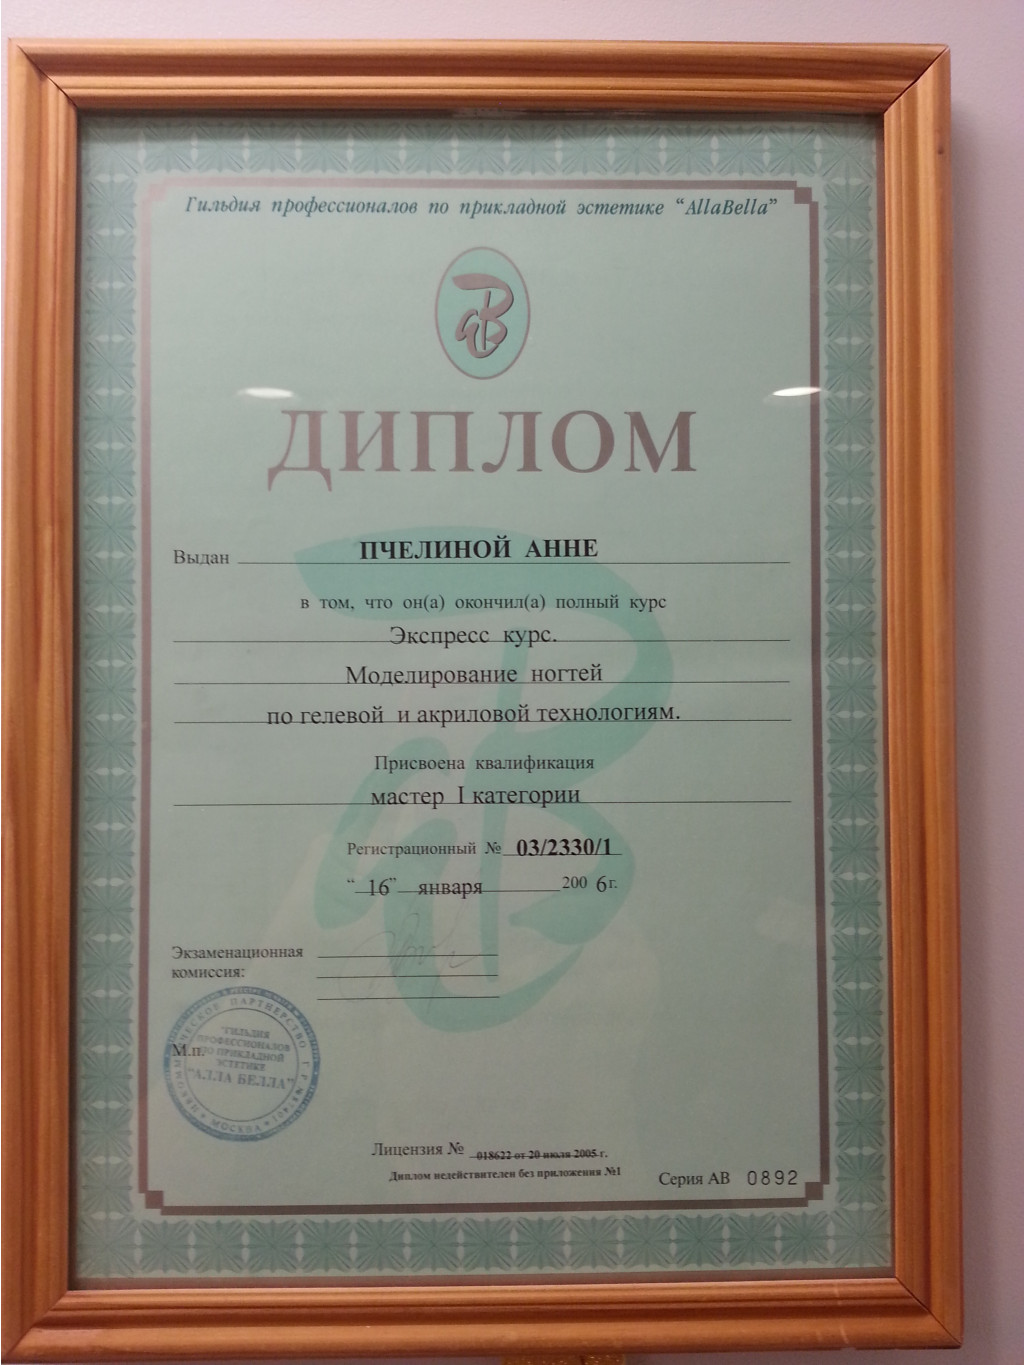 Гильдия профессионалов по прикладной эстетике “AllaBella”
ДИПЛОМ
Выдан ПЧЕЛИНОЙ АННЕ
в том, что он(а) окончил(а) полный курс
Экспресс курс.
Моделирование ногтей
по гелевой и акриловой технологиям.
Присвоена квалификация
мастер I категории
Регистрационный № 03/2330/1
“16” января 2006г.
Экзаменационная
комиссия:
М.п.
"ГИЛЬДИЯ
ПРОФЕССИОНАЛОВ
ПО ПРИКЛАДНОЙ
ЭСТЕТИКЕ
"АЛЛА БЕЛЛА"
ПАРТНЕРСТВО
МОСКВА
Лицензия № 018622 от 20 июля 2005 г.
Диплом недействителен без приложения №1
Серия АВ 0892